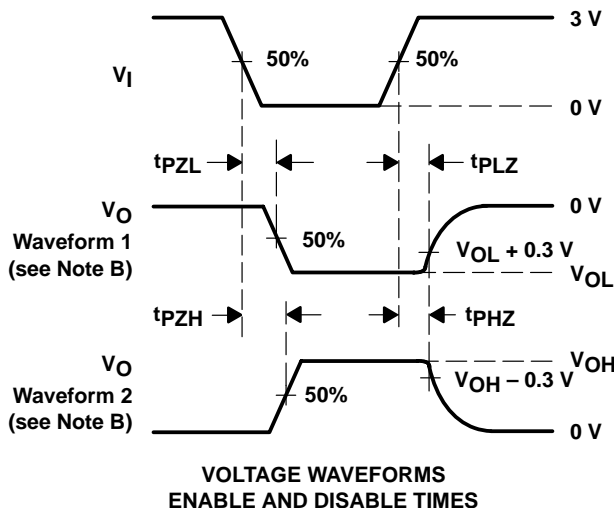 3 V
VI
50%
50%
0 V
tPZL
tPLZ
VO
Waveform 1
(see Note B)
0 V
50%
VOL + 0.3 V
VOL
tPZH
tPHZ
VO
Waveform 2
(see Note B)
VOH
VOH – 0.3 V
50%
0 V
VOLTAGE WAVEFORMS
ENABLE AND DISABLE TIMES